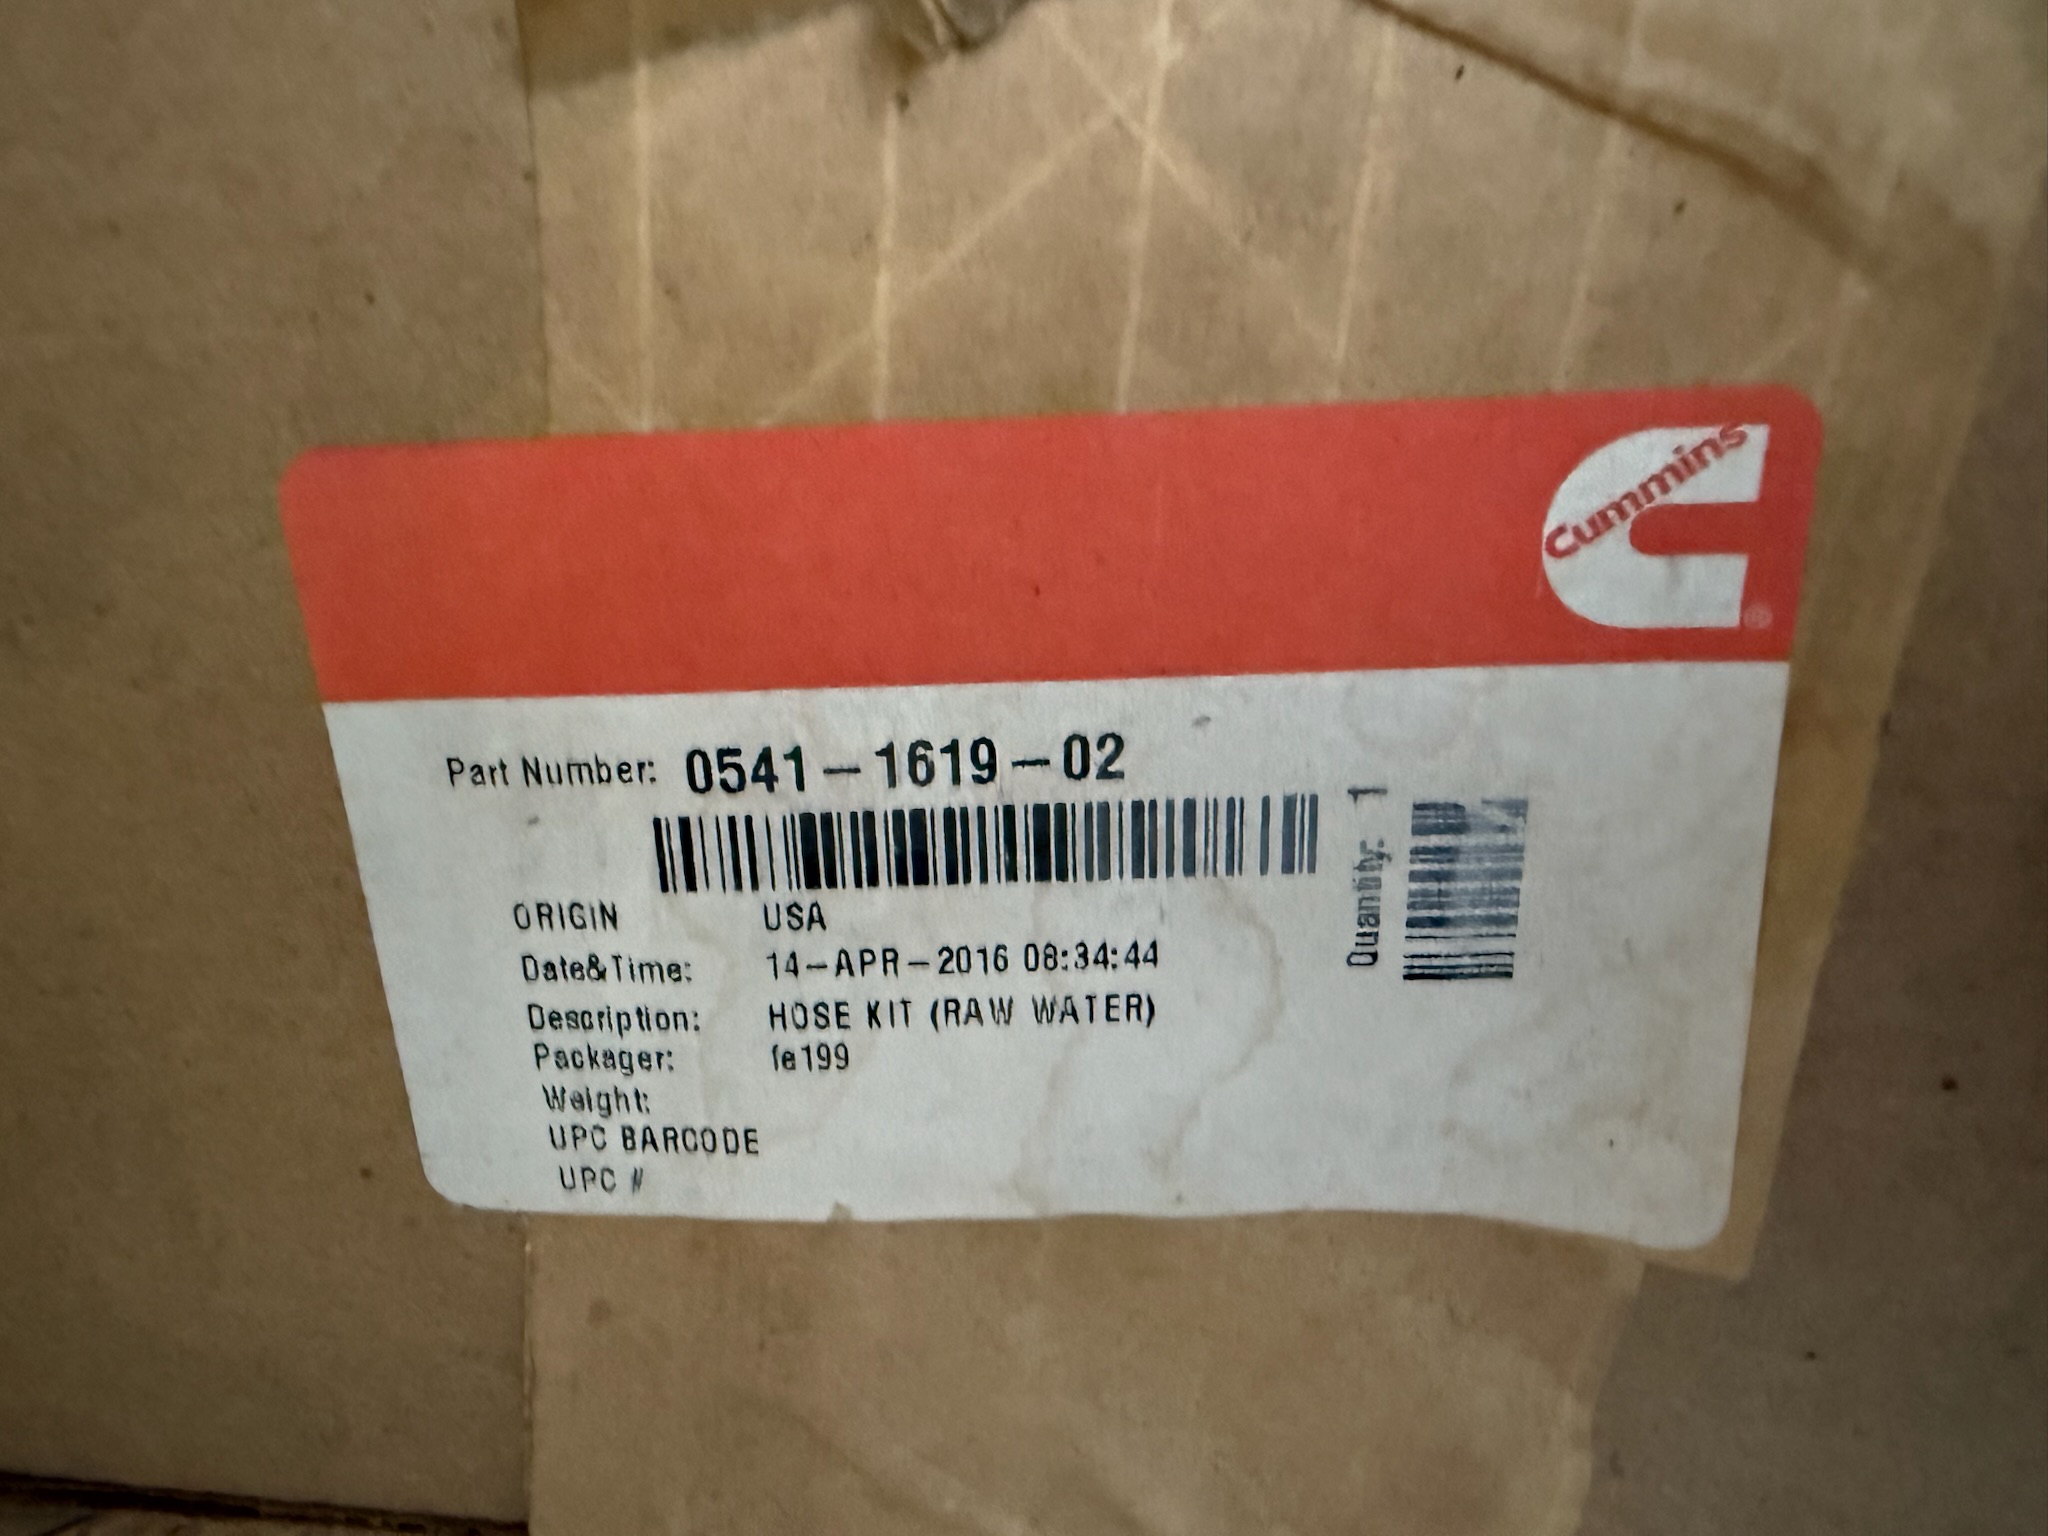 Cummins
Part Number: 0541-1619-02
Quantity: 1
ORIGIN USA
Date&Time: 14-APR-2016 08:34:44
Description: HOSE KIT (RAW WATER)
Packager: fe199
Weight:
UPC BARCODE
UPC #